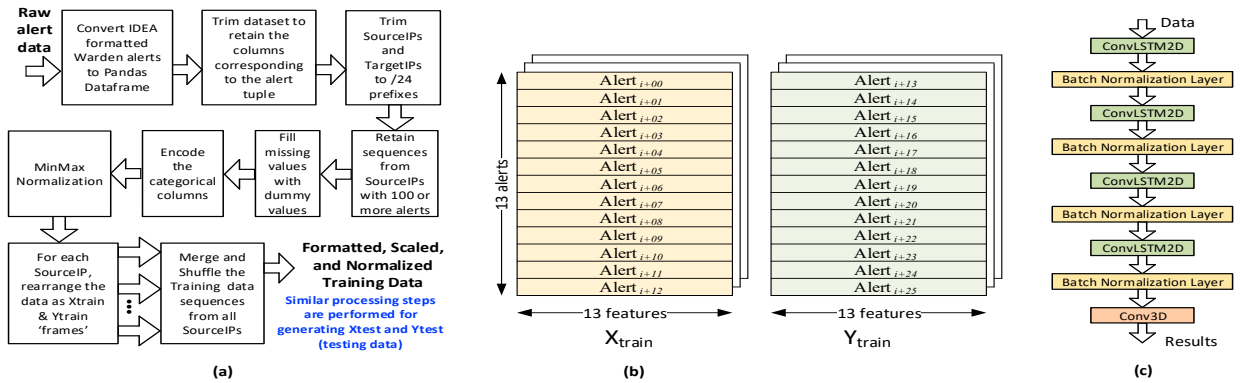 Raw
alert
data
Convert IDEA
formatted
Warden alerts
to Pandas
Dataframe
Trim dataset to
retain the
columns
corresponding
to the alert
tuple
Trim
SourceIPs
and
TargetIPs
to /24
prefixes
MinMax
Normalization
Encode
the
categorical
columns
Fill
missing
values
with
dummy
values
Retain
sequences
from
SourceIPs
with 100 or
more alerts
For each
SourceIP,
rearrange the
data as Xtrain
& Ytrain
‘frames’
Merge and
Shuffle the
Training data
sequences
from all
SourceIPs
Formatted, Scaled,
and Normalized
Training Data
Similar processing steps
are performed for
generating Xtest and Ytest
(testing data)
(a)
13 alerts
Alert i+00
Alert i+01
Alert i+02
Alert i+03
Alert i+04
Alert i+05
Alert i+06
Alert i+07
Alert i+08
Alert i+09
Alert i+10
Alert i+11
Alert i+12
13 features
Xtrain
Alert i+13
Alert i+14
Alert i+15
Alert i+16
Alert i+17
Alert i+18
Alert i+19
Alert i+20
Alert i+21
Alert i+22
Alert i+23
Alert i+24
Alert i+25
13 features
Ytrain
(b)
Data
ConvLSTM2D
Batch Normalization Layer
ConvLSTM2D
Batch Normalization Layer
ConvLSTM2D
Batch Normalization Layer
ConvLSTM2D
Batch Normalization Layer
Conv3D
Results
(c)